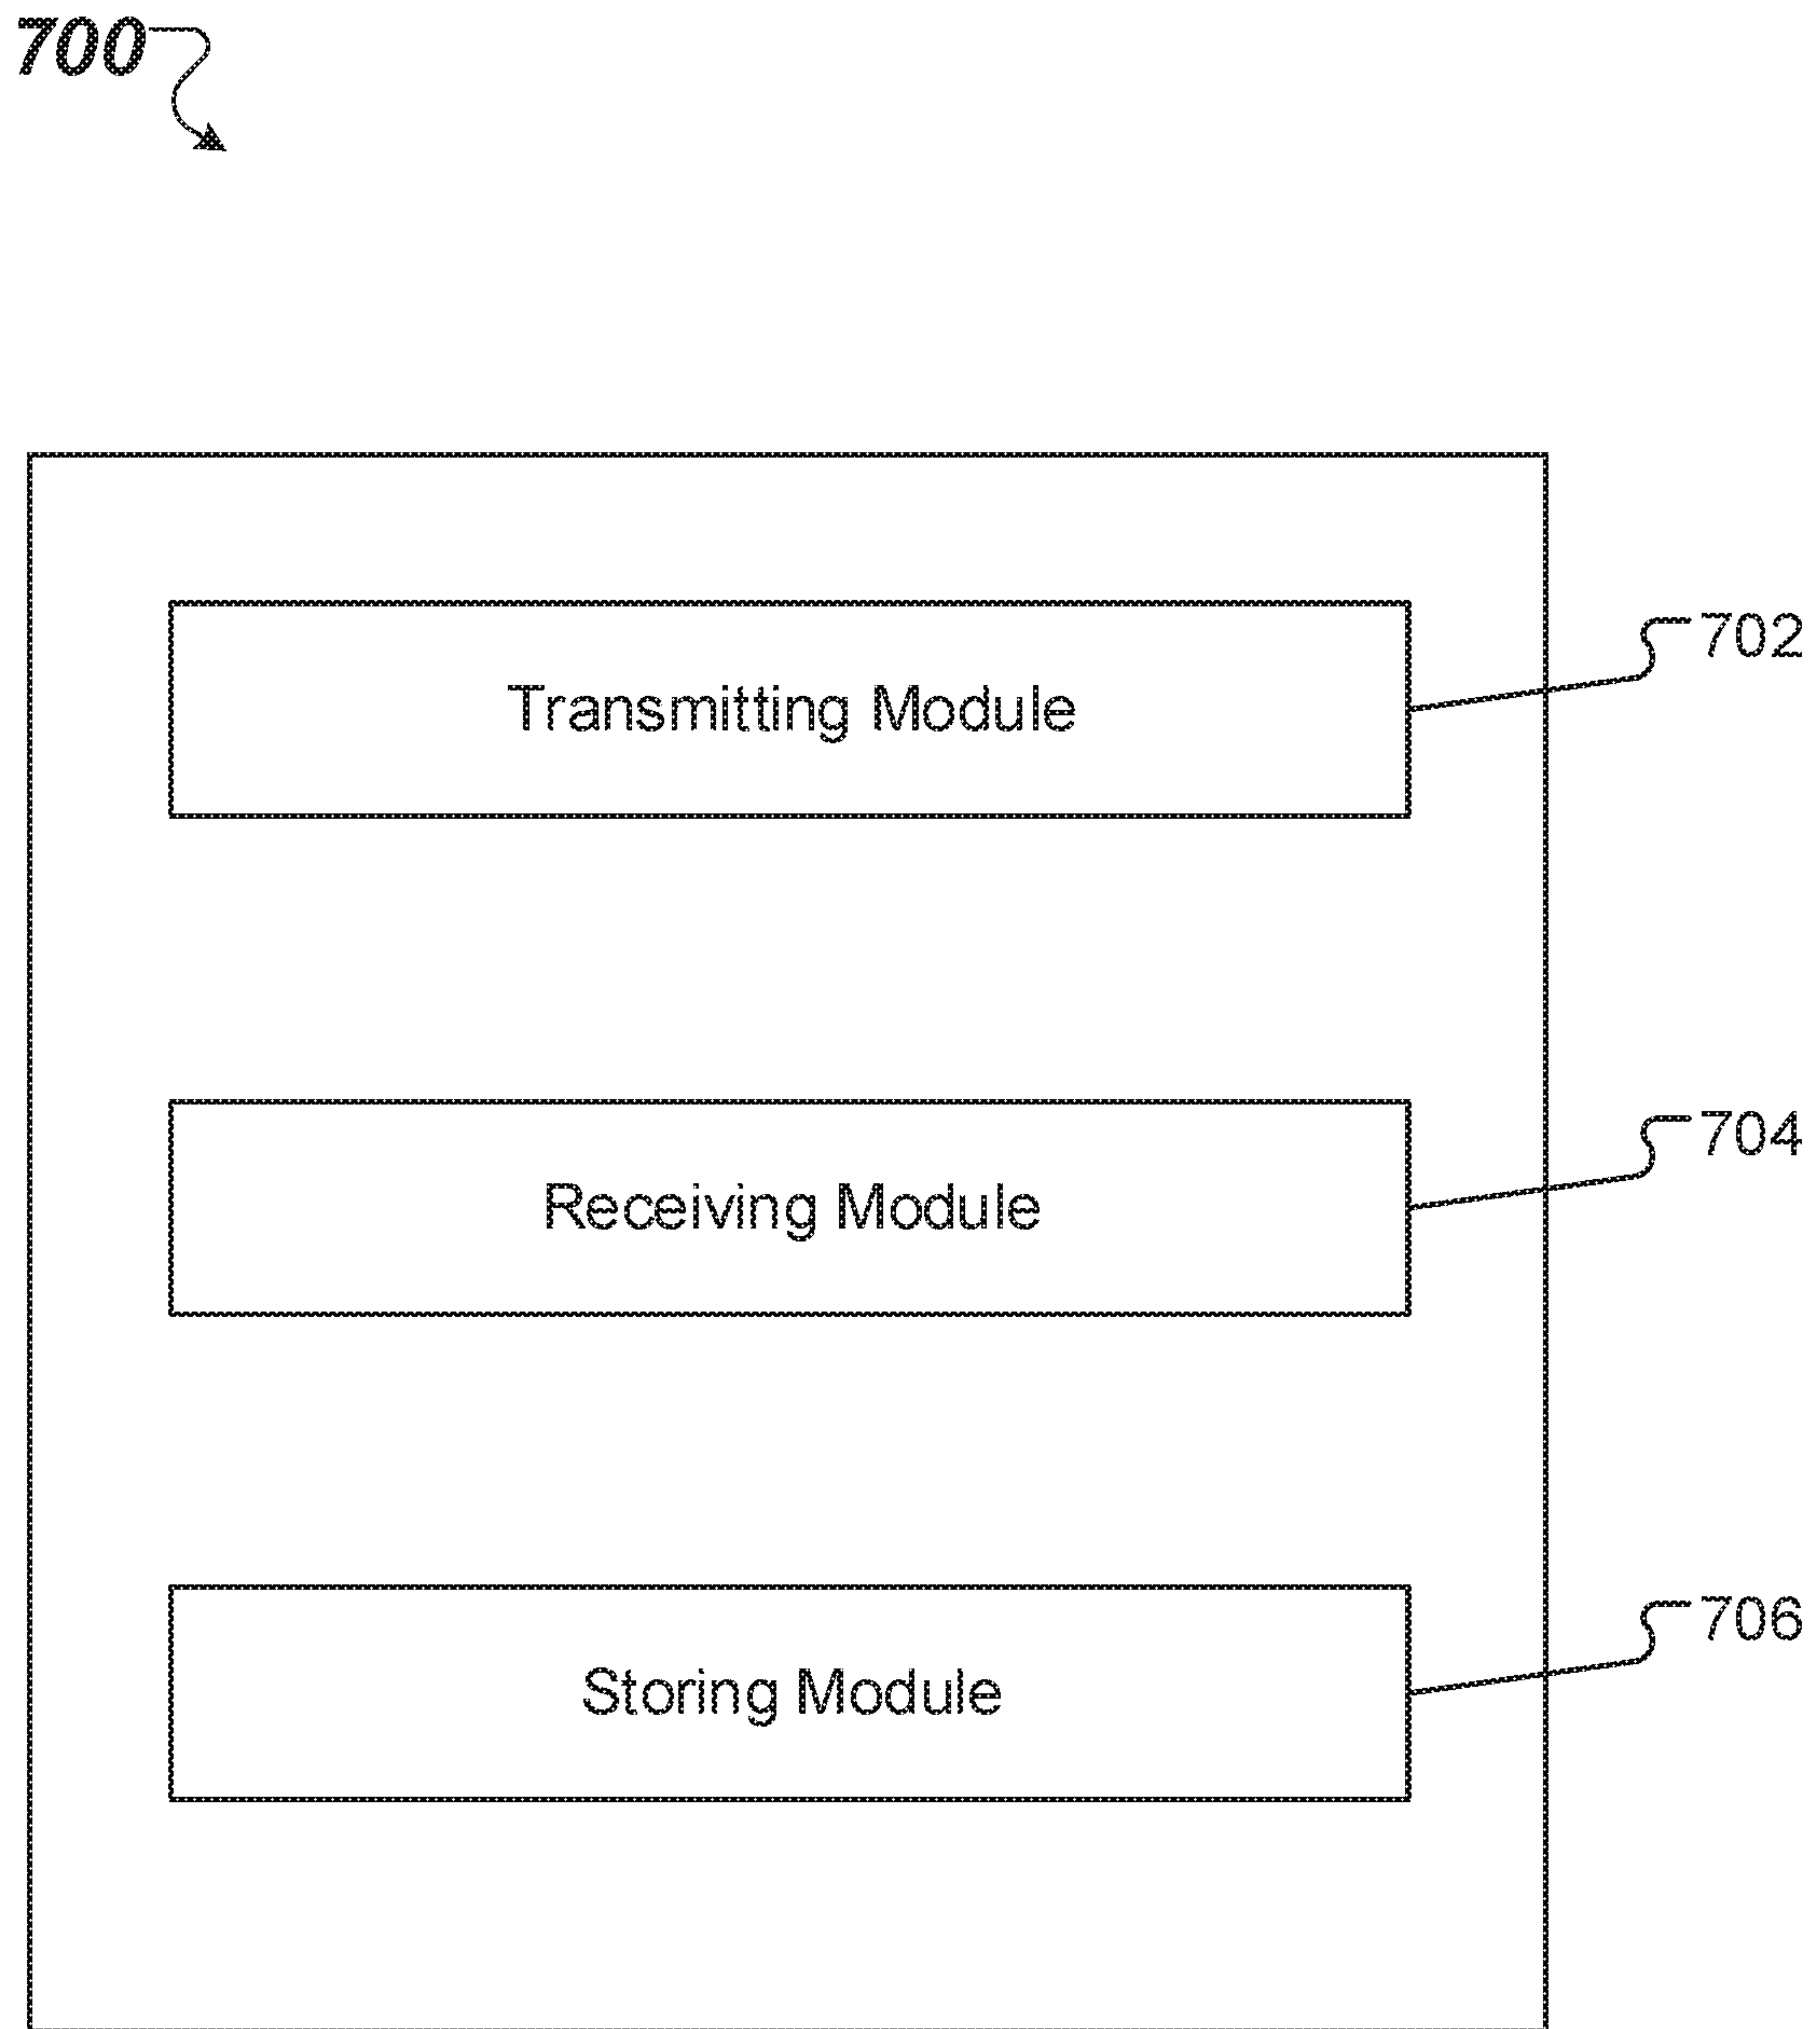 700
Transmitting Module
702
Receiving Module
704
Storing Module
706